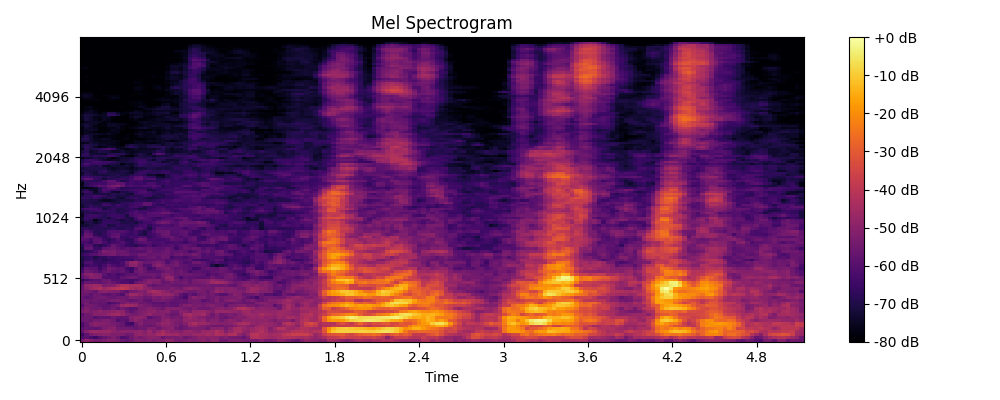 Mel Spectrogram
+0 dB
-10 dB
-20 dB
-30 dB
-40 dB
-50 dB
-60 dB
-70 dB
-80 dB
Hz
4096
2048
1024
512
0
0 0.6 1.2 1.8 2.4 3 3.6 4.2 4.8
Time